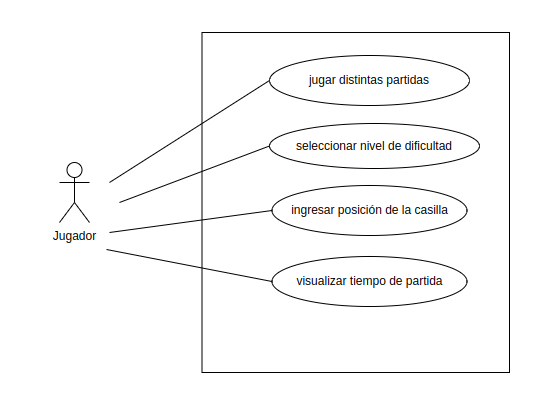 jugar distintas partidas
seleccionar nivel de dificultad
ingresar posición de la casilla
Jugador
visualizar tiempo de partida